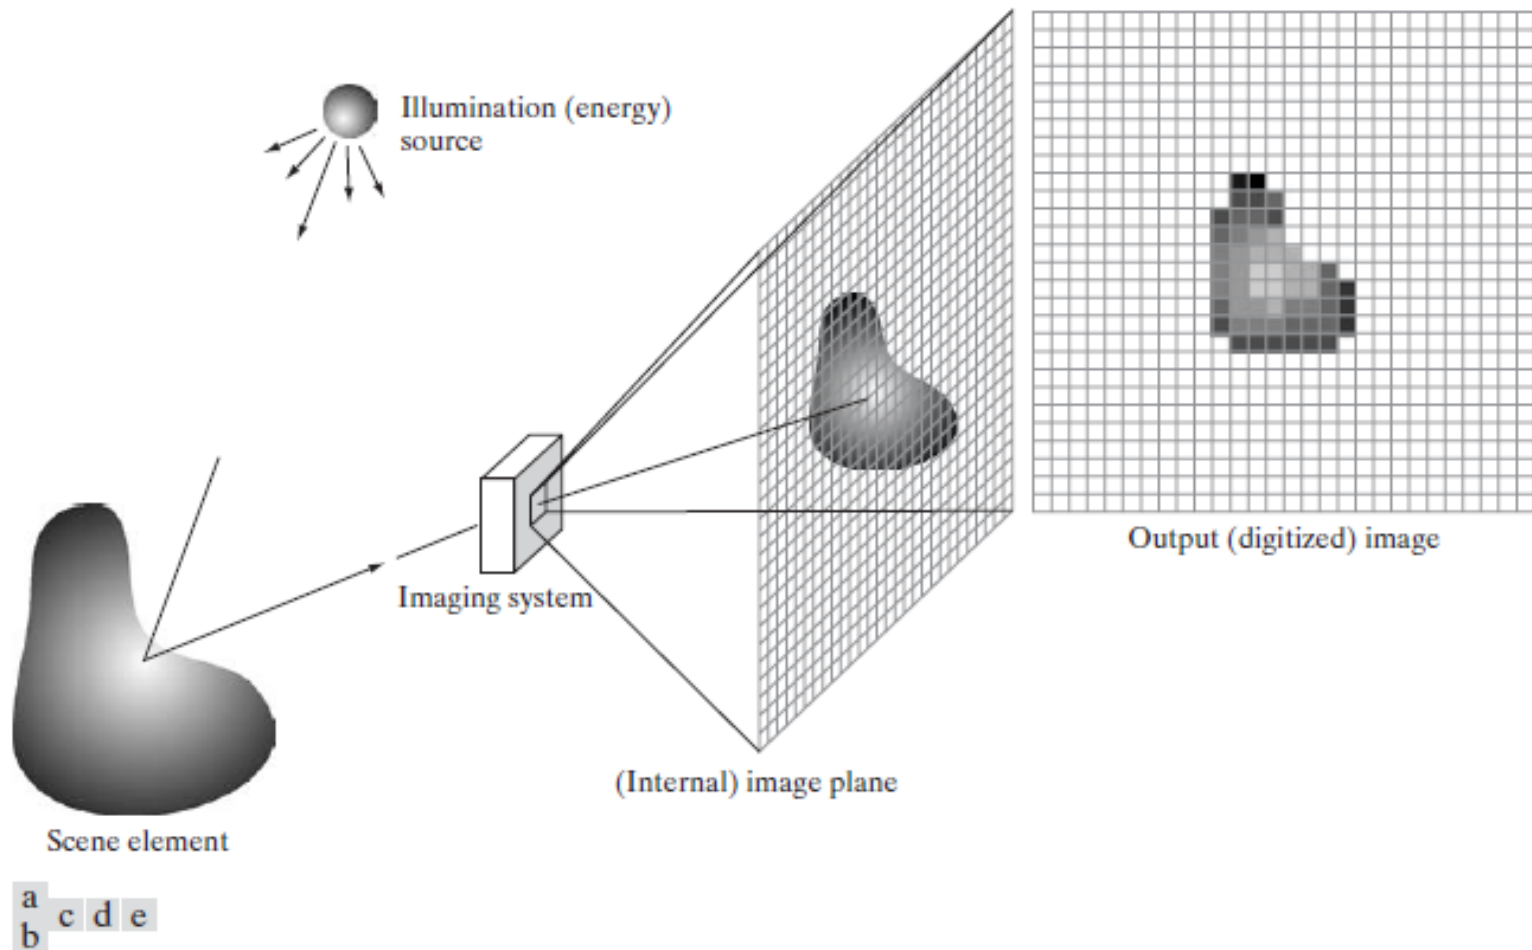 Illumination (energy)
source
Output (digitized) image
Imaging system
(Internal) image plane
Scene element
a
b
c d e